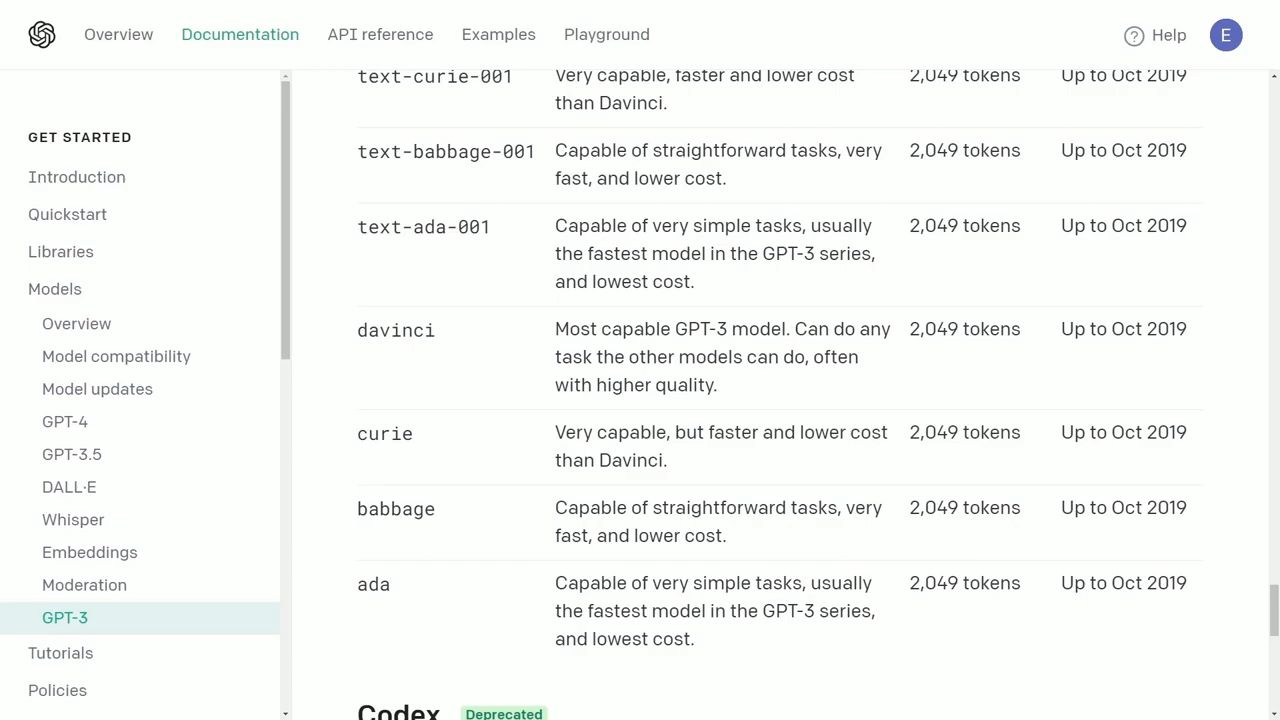 Overview Documentation API reference Examples Playground Help E
GET STARTED
Introduction
Quickstart
Libraries
Models
Overview
Model compatibility
Model updates
GPT-4
GPT-3.5
DALL·E
Whisper
Embeddings
Moderation
GPT-3
Tutorials
Policies
text-curie-001 Very capable, faster and lower cost 2,049 tokens Up to Oct 2019
than Davinci.
text-babbage-001 Capable of straightforward tasks, very 2,049 tokens Up to Oct 2019
fast, and lower cost.
text-ada-001 Capable of very simple tasks, usually 2,049 tokens Up to Oct 2019
the fastest model in the GPT-3 series,
and lowest cost.
davinci Most capable GPT-3 model. Can do any 2,049 tokens Up to Oct 2019
task the other models can do, often
with higher quality.
curie Very capable, but faster and lower cost 2,049 tokens Up to Oct 2019
than Davinci.
babbage Capable of straightforward tasks, very 2,049 tokens Up to Oct 2019
fast, and lower cost.
ada Capable of very simple tasks, usually 2,049 tokens Up to Oct 2019
the fastest model in the GPT-3 series,
and lowest cost.
Codex Deprecated